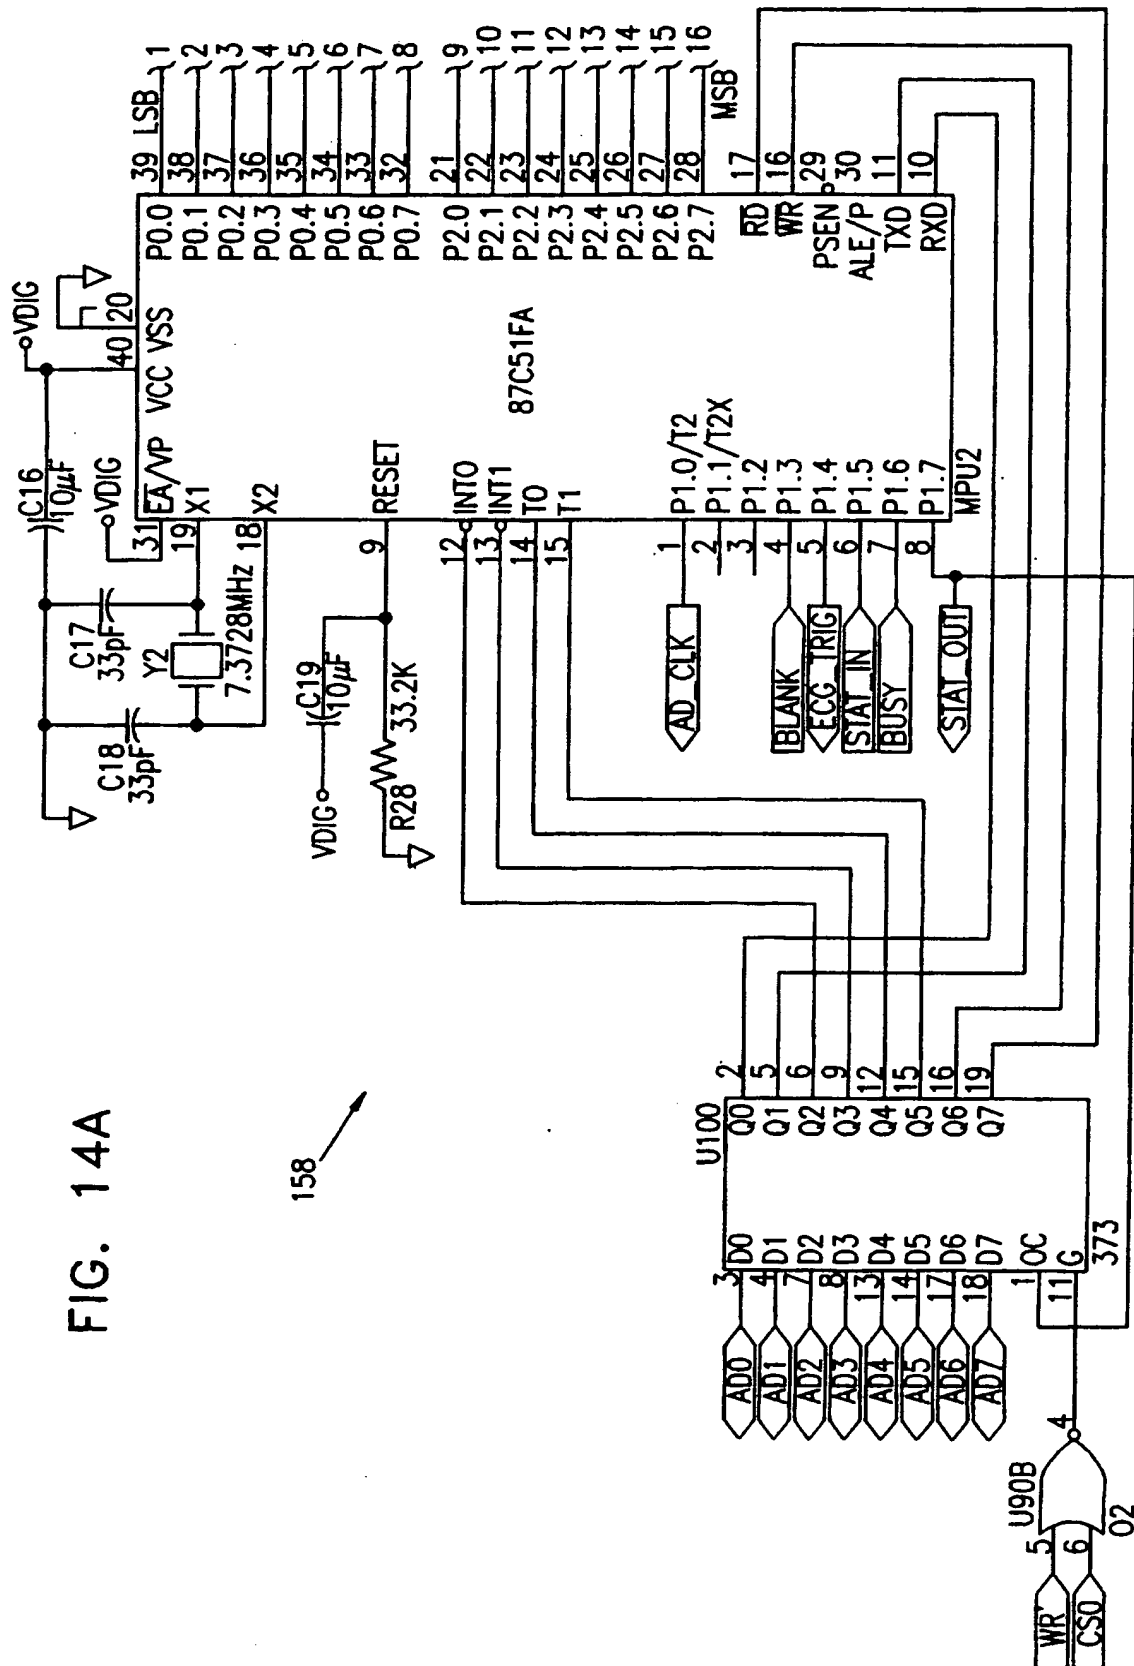 FIG. 14A
158
VDIG
C16
10µF
VDIG
C17
33pF
Y2
7.3728MHz
C18
33pF
VDIG
C19
10µF
33.2K
R28
40 20
VCC VSS
31 EA/VP
19 X1
18 X2
9 RESET
12 INT0
13 INT1
14 T0
15 T1
87C51FA
AD_CLK 1 P1.0/T2
2 P1.1/T2X
3 P1.2
BLANK 4 P1.3
ECG_TRIG 5 P1.4
STAT_IN 6 P1.5
BUSY 7 P1.6
STAT_OUT 8 P1.7
MPU2
P0.0 39 LSB 1
P0.1 38 2
P0.2 37 3
P0.3 36 4
P0.4 35 5
P0.5 34 6
P0.6 33 7
P0.7 32 8
P2.0 21 9
P2.1 22 10
P2.2 23 11
P2.3 24 12
P2.4 25 13
P2.5 26 14
P2.6 27 15
P2.7 28 MSB 16
RD 17
WR 16
PSEN 29
ALE/P 30
TXD 11
RXD 10
U100
AD0 3 D0 Q0 2
AD1 4 D1 Q1 5
AD2 7 D2 Q2 6
AD3 8 D3 Q3 9
AD4 13 D4 Q4 12
AD5 14 D5 Q5 15
AD6 17 D6 Q6 16
AD7 18 D7 Q7 19
1 OC
11 G
373
U90B
WR' 5
CS0 6
4
02